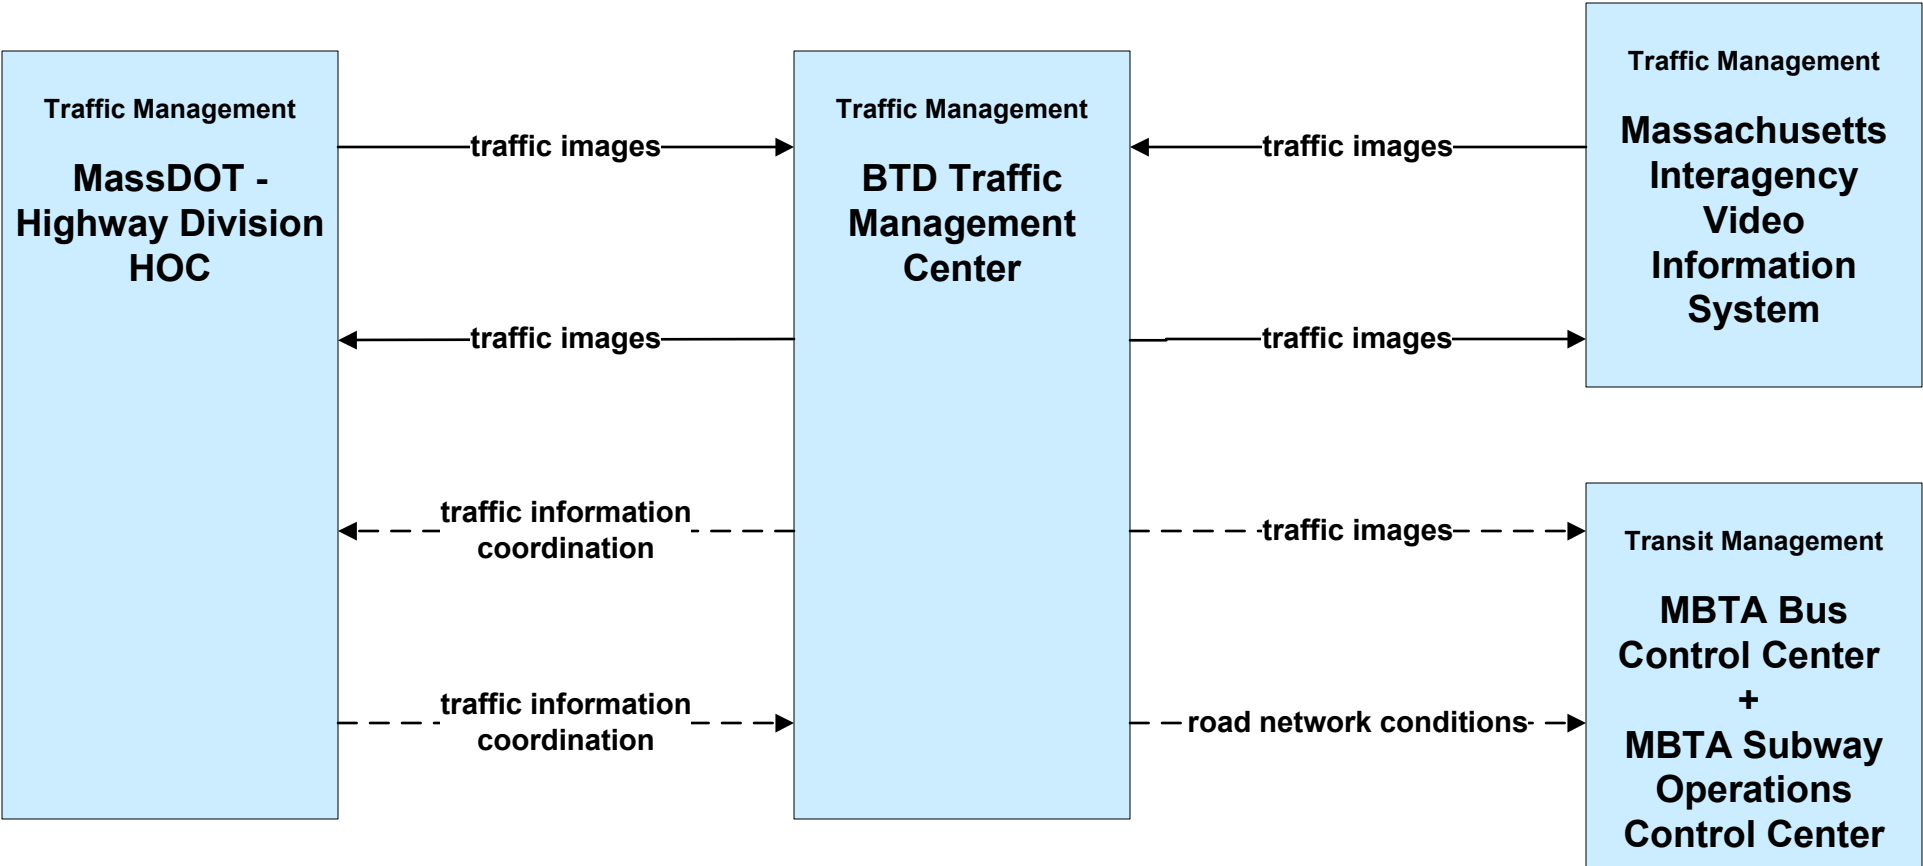 Traffic Management
MassDOT -
Highway Division
HOC
traffic images
traffic images
traffic information
coordination
traffic information
coordination
Traffic Management
BTD Traffic
Management
Center
traffic images
traffic images
traffic images
road network conditions
Traffic Management
Massachusetts
Interagency
Video
Information
System
Transit Management
MBTA Bus
Control Center
+
MBTA Subway
Operations
Control Center